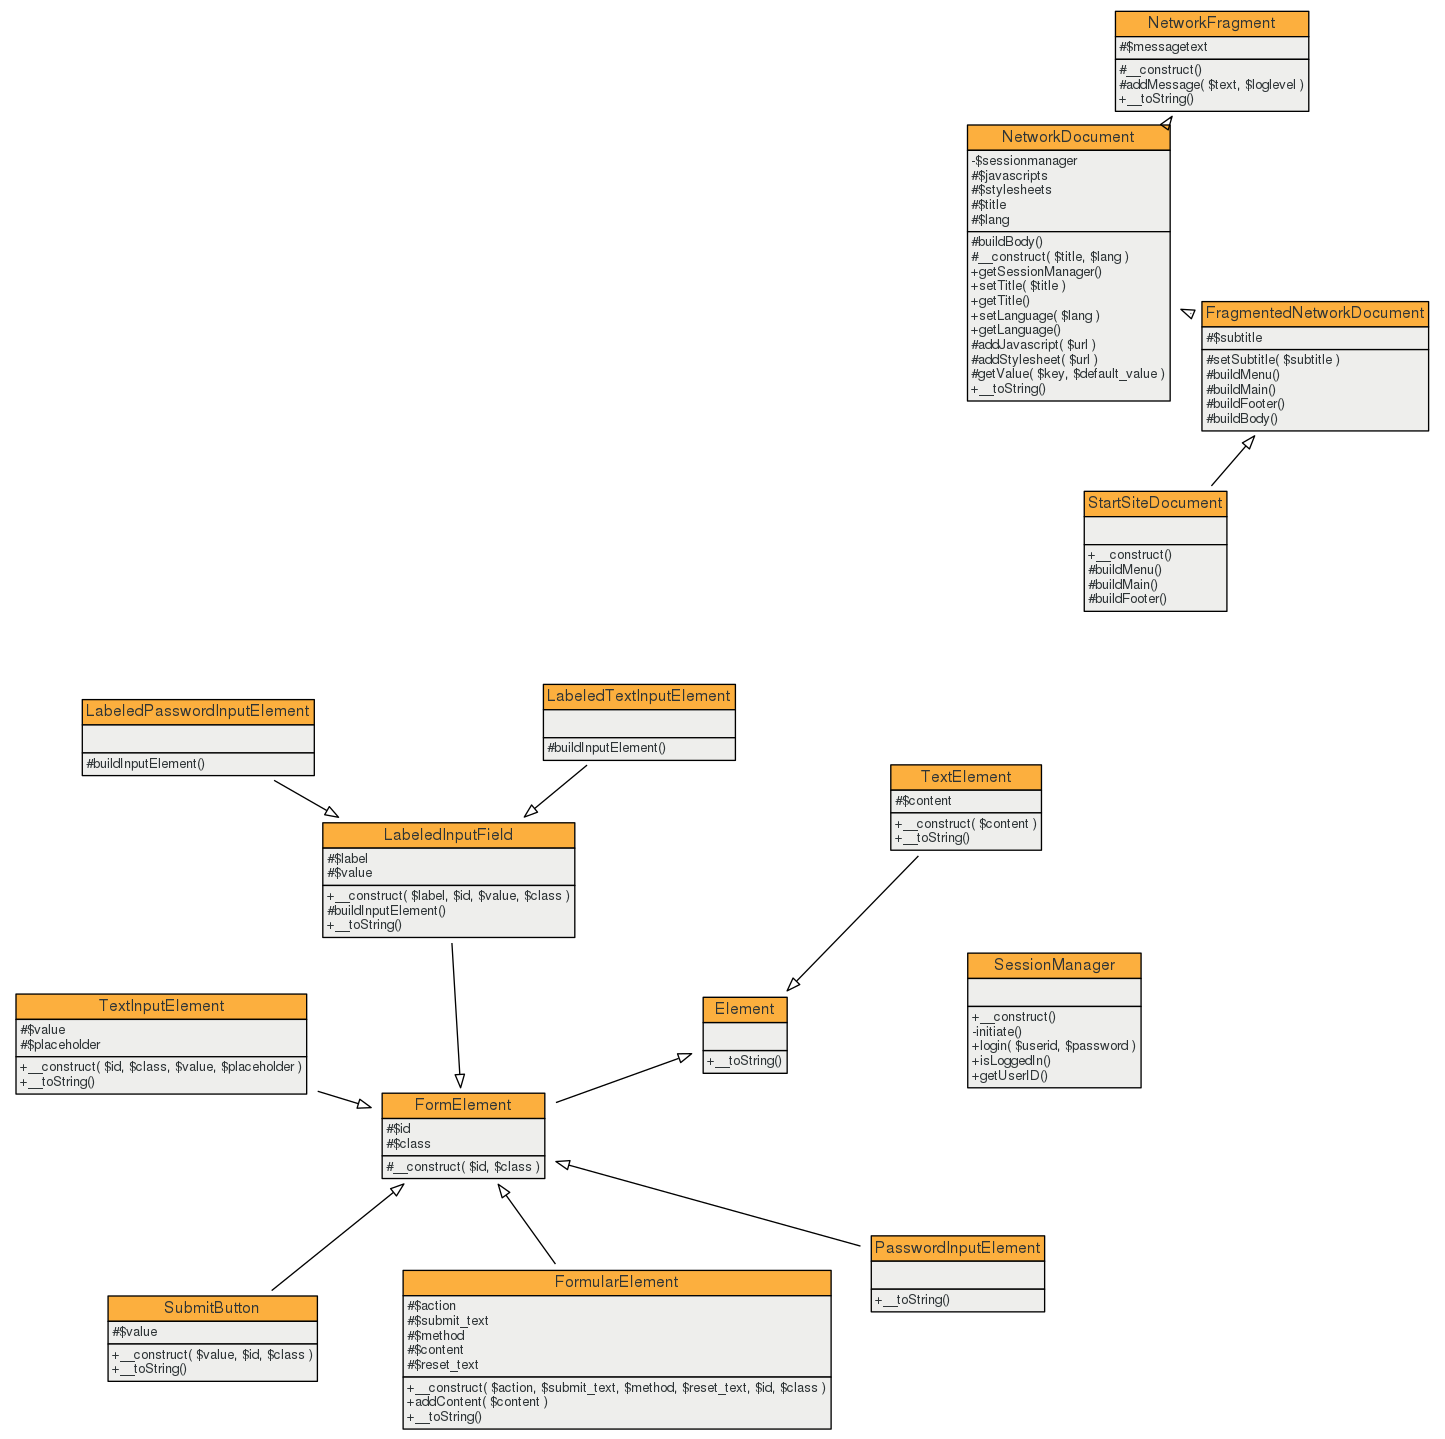 NetworkFragment
#$messagetext
#__construct()
#addMessage( $text, $loglevel )
+__toString()
NetworkDocument
-$sessionmanager
#$javascripts
#$stylesheets
#$title
#$lang
#buildBody()
#__construct( $title, $lang )
+getSessionManager()
+setTitle( $title )
+getTitle()
+setLanguage( $lang )
+getLanguage()
#addJavascript( $url )
#addStylesheet( $url )
#getValue( $key, $default_value )
+__toString()
FragmentedNetworkDocument
#$subtitle
#setSubtitle( $subtitle )
#buildMenu()
#buildMain()
#buildFooter()
#buildBody()
StartSiteDocument
+__construct()
#buildMenu()
#buildMain()
#buildFooter()
LabeledPasswordInputElement
#buildInputElement()
LabeledTextInputElement
#buildInputElement()
TextElement
#$content
+__construct( $content )
+__toString()
LabeledInputField
#$label
#$value
+__construct( $label, $id, $value, $class )
#buildInputElement()
+__toString()
SessionManager
+__construct()
-initiate()
+login( $userid, $password )
+isLoggedIn()
+getUserID()
TextInputElement
#$value
#$placeholder
+__construct( $id, $class, $value, $placeholder )
+__toString()
Element
+__toString()
FormElement
#$id
#$class
#__construct( $id, $class )
PasswordInputElement
+__toString()
SubmitButton
#$value
+__construct( $value, $id, $class )
+__toString()
FormularElement
#$action
#$submit_text
#$method
#$content
#$reset_text
+__construct( $action, $submit_text, $method, $reset_text, $id, $class )
+addContent( $content )
+__toString()